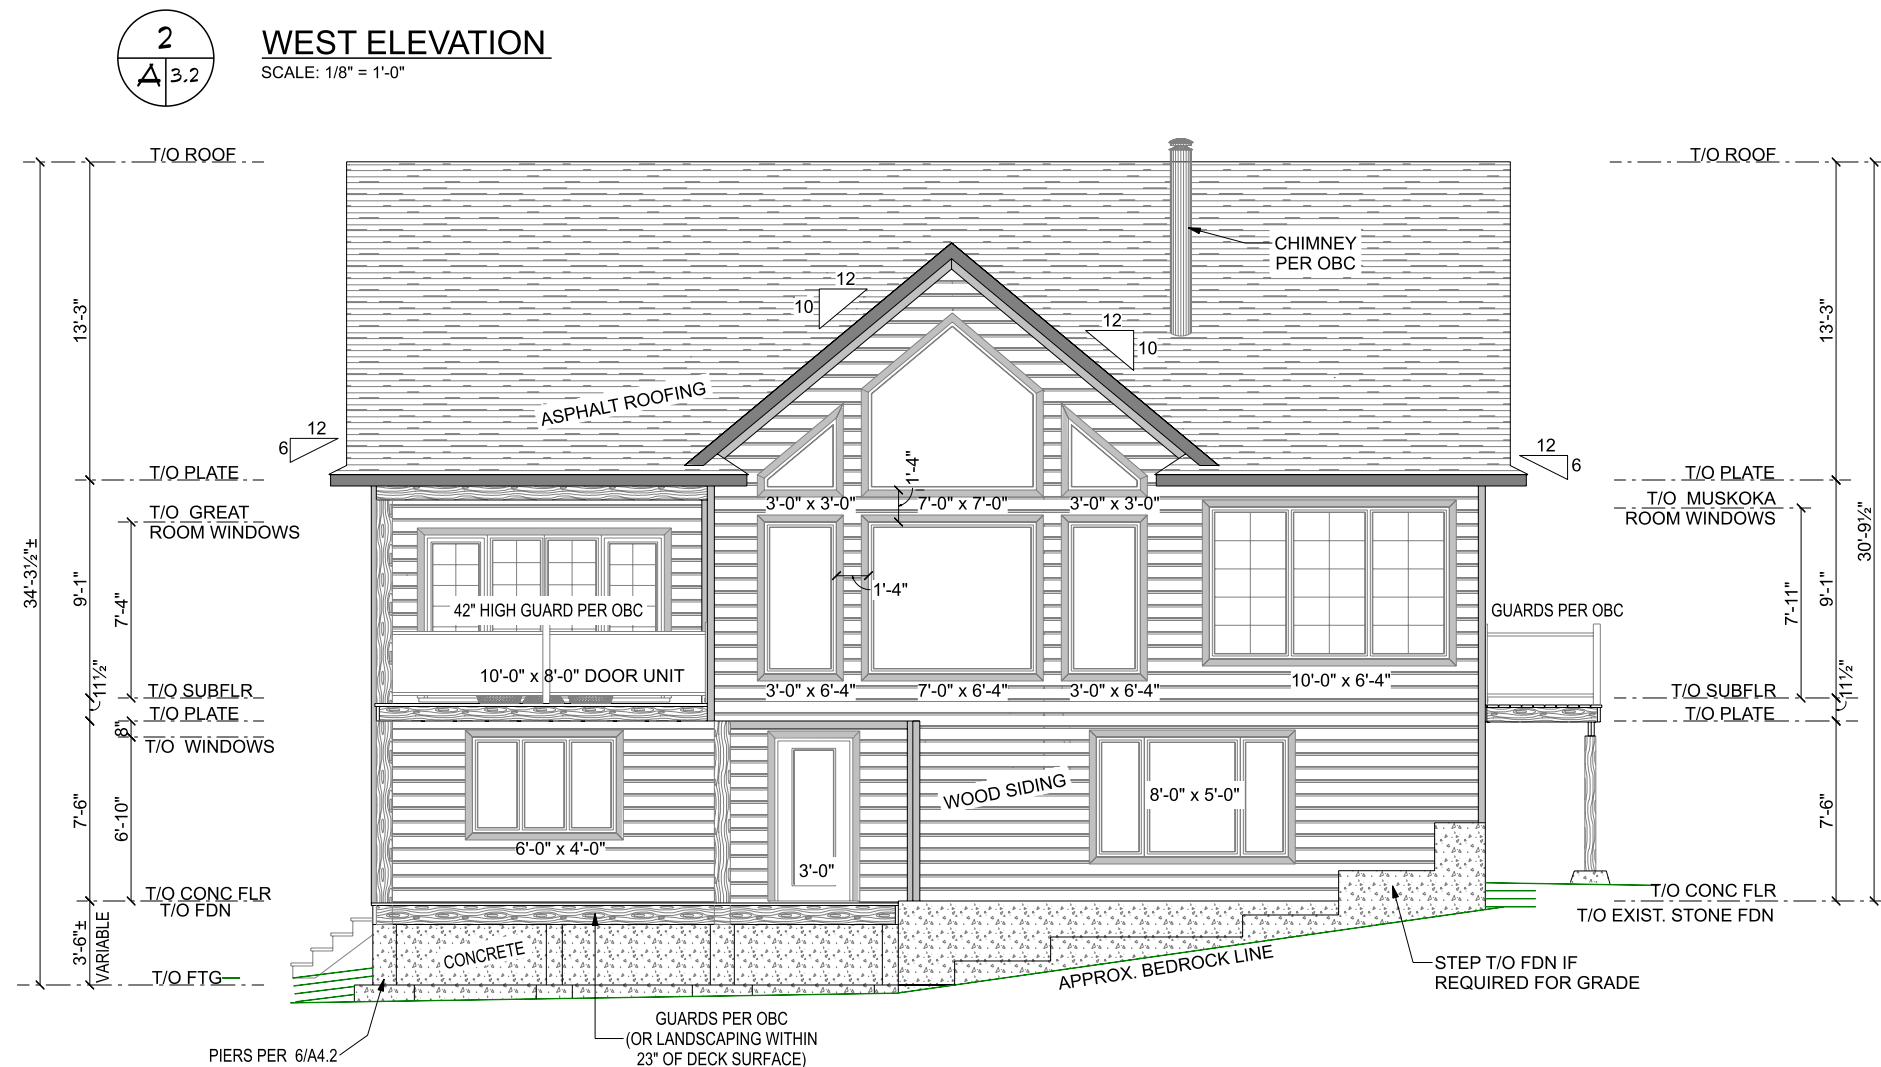 2
A 3.2
WEST ELEVATION
SCALE: 1/8" = 1'-0"
T/O ROOF
T/O ROOF
13'-3"
13'-3"
CHIMNEY
PER OBC
12
10
12
10
ASPHALT ROOFING
12
6
12
6
T/O PLATE
T/O PLATE
1'-4"
T/O GREAT
ROOM WINDOWS
T/O MUSKOKA
ROOM WINDOWS
3'-0" x 3'-0"
7'-0" x 7'-0"
3'-0" x 3'-0"
34'-3½"±
9'-1"
7'-4"
30'-9½"
9'-1"
7'-11"
1'-4"
42" HIGH GUARD PER OBC
GUARDS PER OBC
10'-0" x 8'-0" DOOR UNIT
10'-0" x 6'-4"
3'-0" x 6'-4"
7'-0" x 6'-4"
3'-0" x 6'-4"
11½"
11½"
T/O SUBFLR
T/O SUBFLR
T/O PLATE
T/O PLATE
8"
T/O WINDOWS
7'-6"
6'-10"
7'-6"
WOOD SIDING
8'-0" x 5'-0"
6'-0" x 4'-0"
3'-0"
T/O CONC FLR
T/O FDN
T/O CONC FLR
T/O EXIST. STONE FDN
3'-6"±
VARIABLE
CONCRETE
T/O FTG
APPROX. BEDROCK LINE
STEP T/O FDN IF
REQUIRED FOR GRADE
GUARDS PER OBC
(OR LANDSCAPING WITHIN
23" OF DECK SURFACE)
PIERS PER 6/A4.2